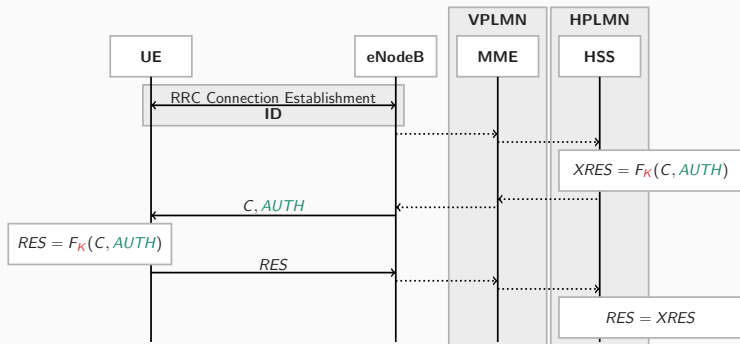 VPLMN HPLMN
UE eNodeB MME HSS
RRC Connection Establishment
ID
XRES = F_K(C, AUTH)
C, AUTH
RES = F_K(C, AUTH)
RES
RES = XRES